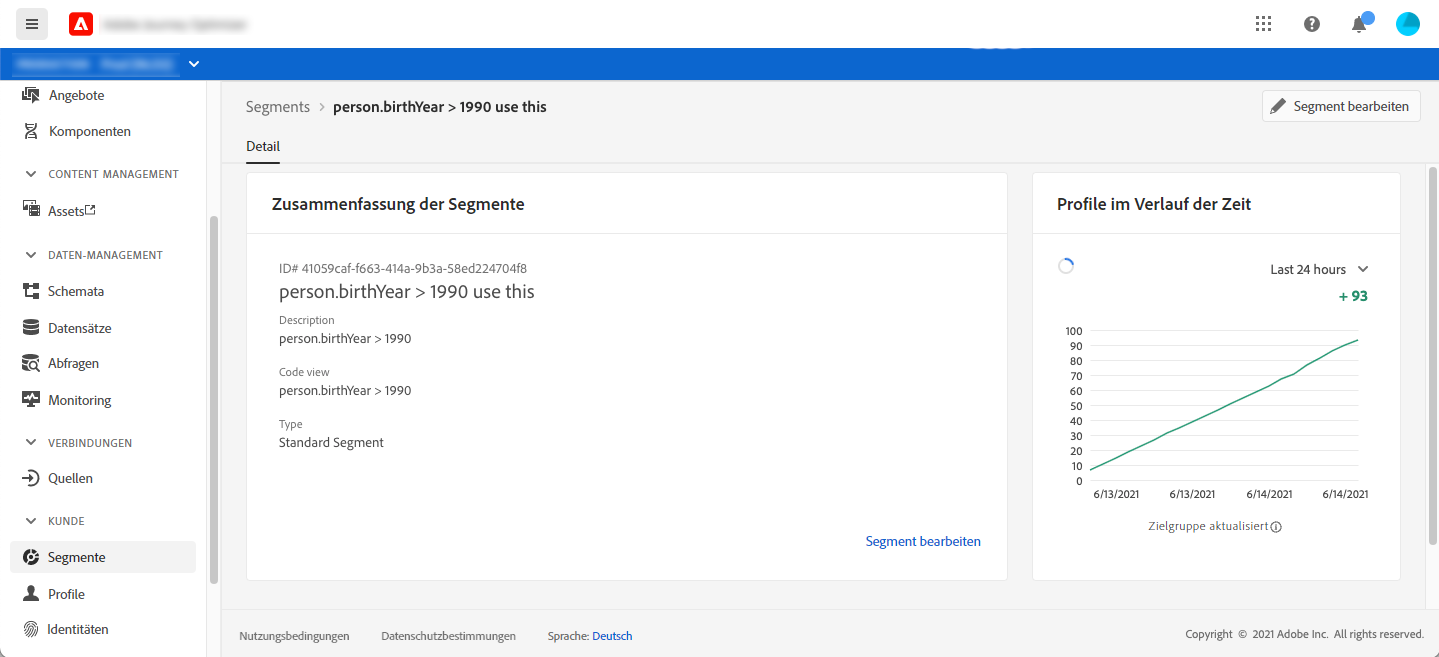 Angebote
Komponenten
CONTENT MANAGEMENT
Assets
DATEN-MANAGEMENT
Schemata
Datensätze
Abfragen
Monitoring
VERBINDUNGEN
Quellen
KUNDE
Segmente
Profile
Identitäten
Segments > person.birthYear > 1990 use this
Segment bearbeiten
Detail
Zusammenfassung der Segmente
ID# 41059caf-f663-414a-9b3a-58ed224704f8
person.birthYear > 1990 use this
Description
person.birthYear > 1990
Code view
person.birthYear > 1990
Type
Standard Segment
Segment bearbeiten
Profile im Verlauf der Zeit
Last 24 hours
+ 93
100
90
80
70
60
50
40
30
20
10
0
6/13/2021 6/13/2021 6/14/2021 6/14/2021
Zielgruppe aktualisiert
Nutzungsbedingungen Datenschutzbestimmungen Sprache: Deutsch
Copyright © 2021 Adobe Inc. All rights reserved.